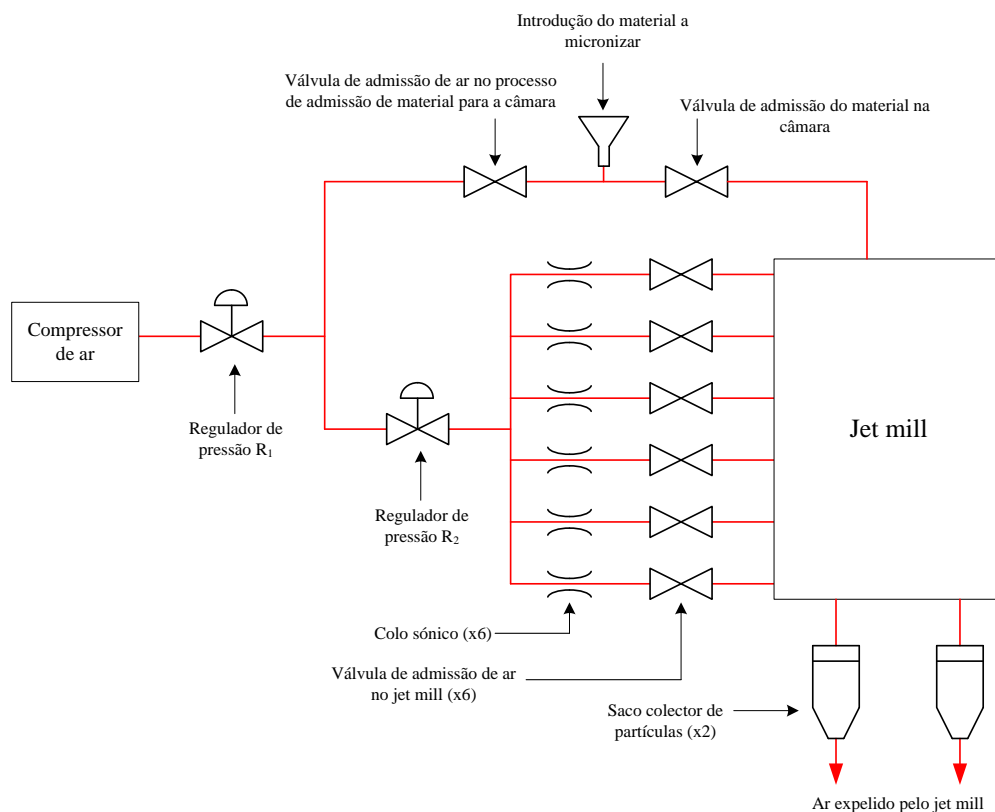 Introdução do material a
micronizar
Válvula de admissão de ar no processo
de admissão de material para a câmara
Válvula de admissão do material na
câmara
Compressor
de ar
Regulador de
pressão R₁
Regulador de
pressão R₂
Jet mill
Colo sónico (x6)
Válvula de admissão de ar
no jet mill (x6)
Saco colector de
partículas (x2)
Ar expelido pelo jet mill